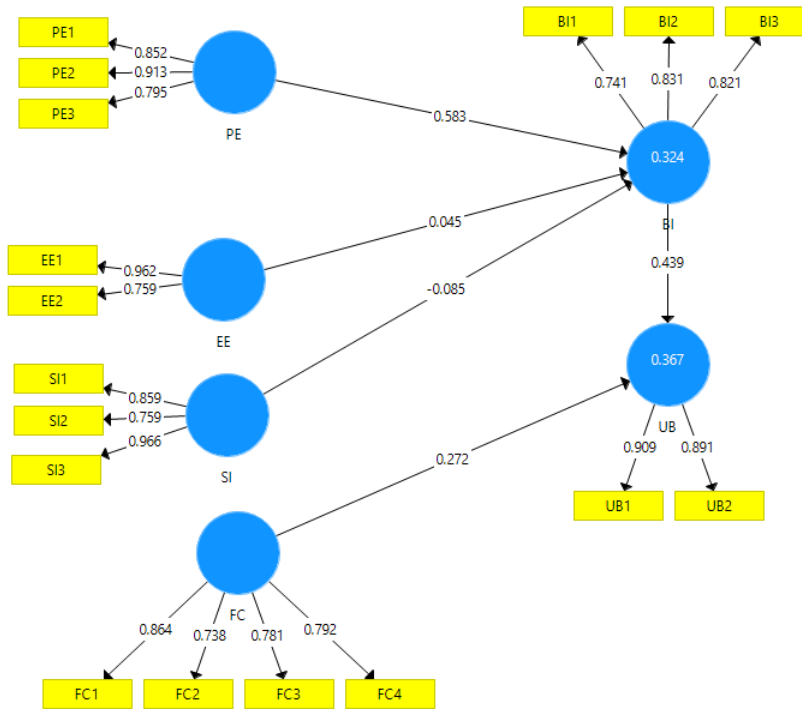 BI1
BI2
BI3
PE1
0.852
PE2
0.913
PE3
0.795
PE
0.741
0.831
0.821
0.583
0.324
BI
EE1
0.962
EE2
0.759
EE
0.045
0.439
-0.085
SI1
0.859
SI2
0.759
SI3
0.966
SI
0.367
UB
0.272
0.909
0.891
UB1
UB2
FC
0.864
0.738
0.781
0.792
FC1
FC2
FC3
FC4